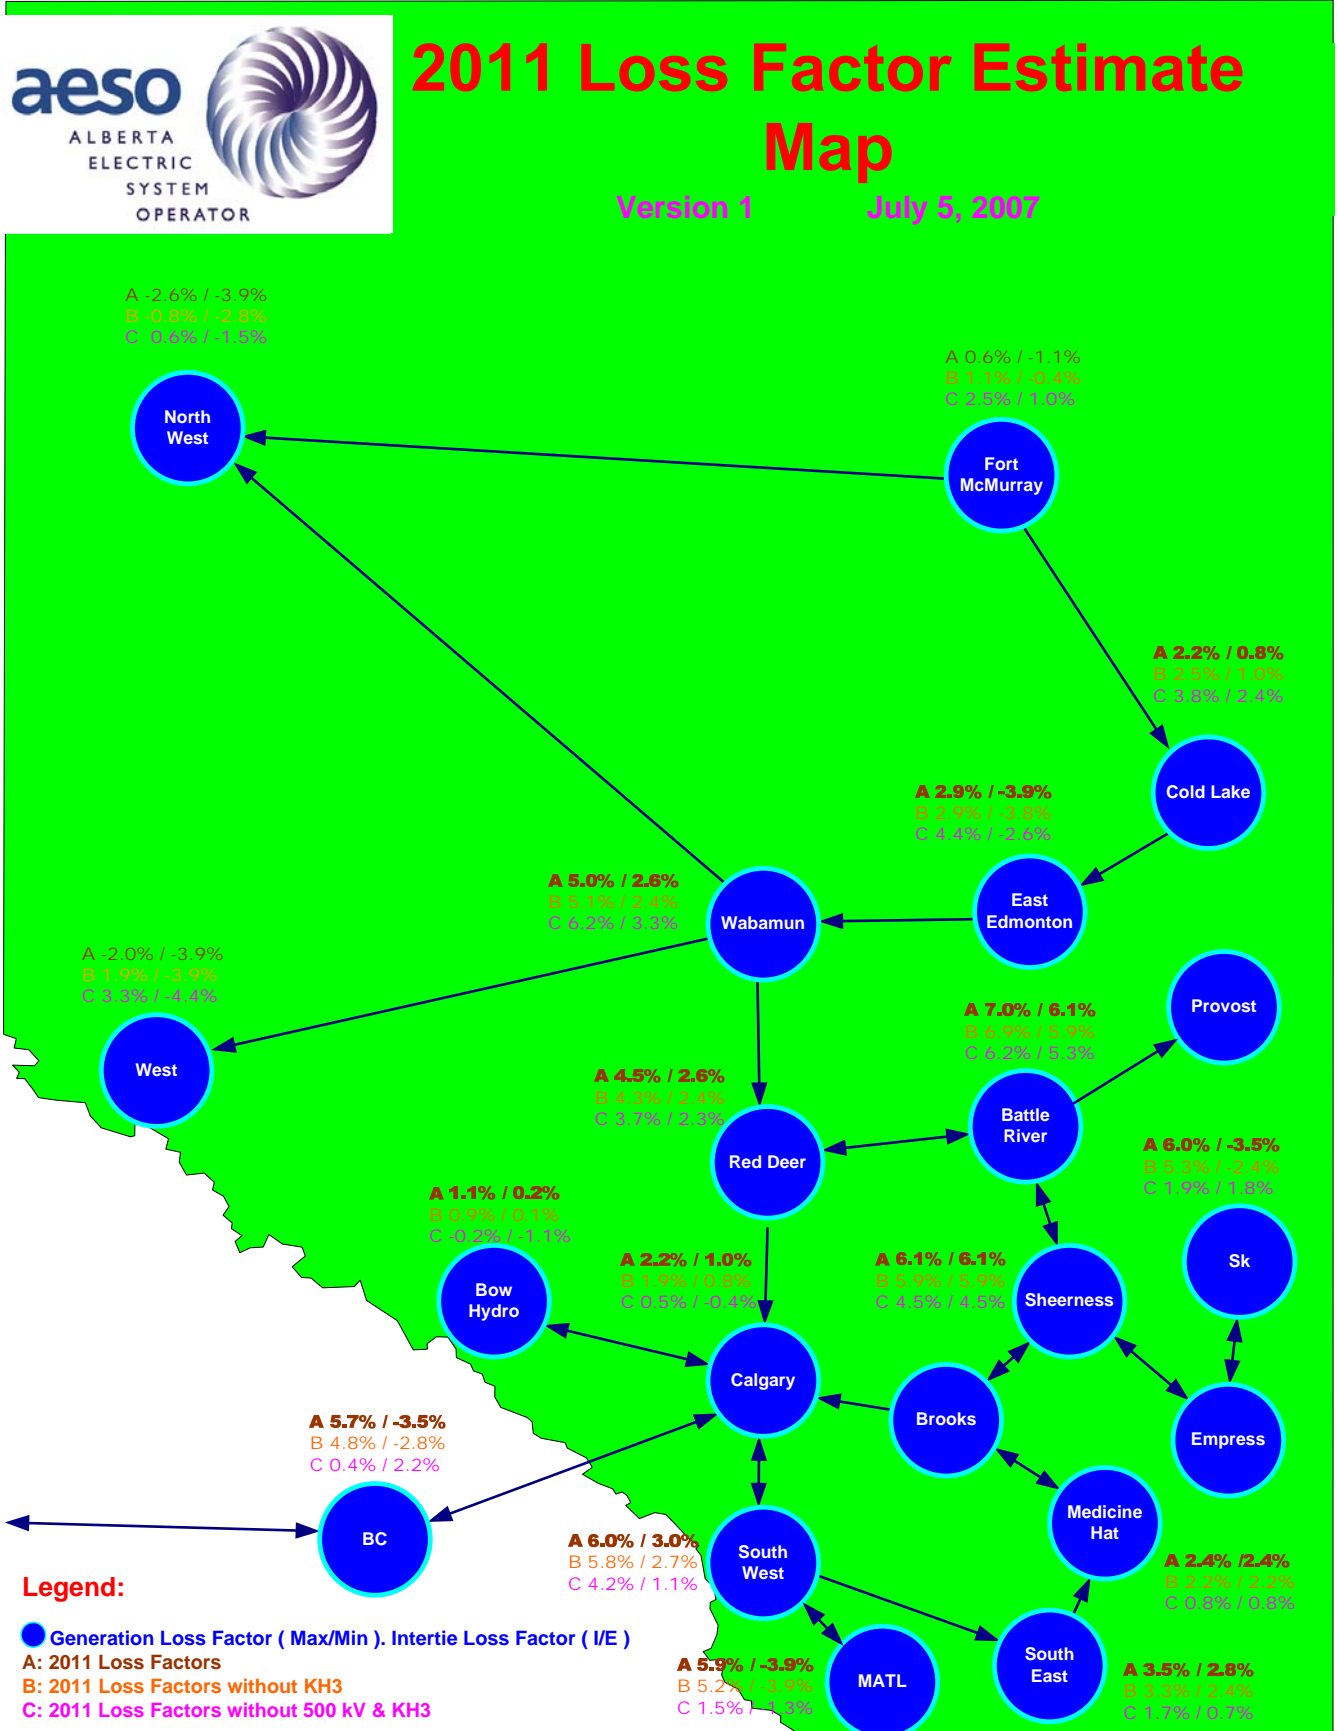 aeso
ALBERTA
ELECTRIC
SYSTEM
OPERATOR
2011 Loss Factor Estimate
Map
Version 1 July 5, 2007
A -2.6% / -3.9%
B -0.8% / -2.8%
C 0.6% / -1.5%
North
West
A 0.6% / -1.1%
B 1.1% / -0.4%
C 2.5% / 1.0%
Fort
McMurray
A 2.2% / 0.8%
B 2.5% / 1.0%
C 3.8% / 2.4%
Cold Lake
A 2.9% / -3.9%
B 2.9% / -3.8%
C 4.4% / -2.6%
East
Edmonton
A 5.0% / 2.6%
B 5.1% / 2.4%
C 6.2% / 3.3%
Wabamun
A -2.0% / -3.9%
B 1.9% / -3.9%
C 3.3% / -4.4%
West
Provost
A 7.0% / 6.1%
B 6.9% / 5.9%
C 6.2% / 5.3%
Battle
River
A 4.5% / 2.6%
B 4.3% / 2.4%
C 3.7% / 2.3%
Red Deer
A 6.0% / -3.5%
B 5.3% / -2.4%
C 1.9% / 1.8%
Sk
A 1.1% / 0.2%
B 0.9% / 0.1%
C -0.2% / -1.1%
Bow
Hydro
A 2.2% / 1.0%
B 1.9% / 0.8%
C 0.5% / -0.4%
Calgary
A 6.1% / 6.1%
B 5.9% / 5.9%
C 4.5% / 4.5%
Sheerness
Brooks
Empress
A 5.7% / -3.5%
B 4.8% / -2.8%
C 0.4% / 2.2%
BC
Medicine
Hat
A 2.4% /2.4%
B 2.2% / 2.2%
C 0.8% / 0.8%
A 6.0% / 3.0%
B 5.8% / 2.7%
C 4.2% / 1.1%
South
West
A 5.9% / -3.9%
B 5.2% / -3.9%
C 1.5% / 1.3%
MATL
South
East
A 3.5% / 2.8%
B 3.3% / 2.4%
C 1.7% / 0.7%
Legend:
Generation Loss Factor ( Max/Min ). Intertie Loss Factor ( I/E )
A: 2011 Loss Factors
B: 2011 Loss Factors without KH3
C: 2011 Loss Factors without 500 kV & KH3